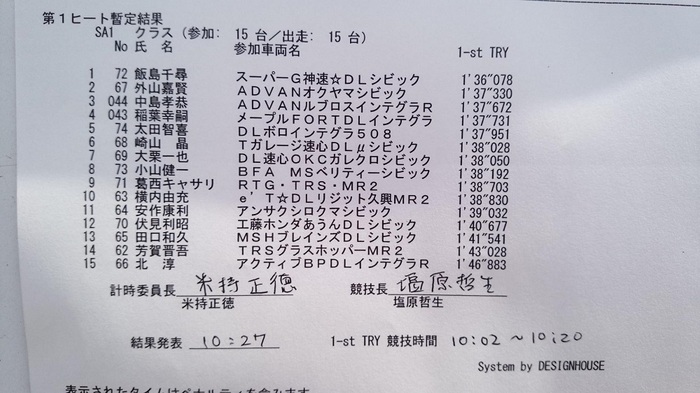 第１ヒート暫定結果
SA1 クラス（参加： 15 台／出走： 15 台）
No 氏 名 参加車両名 1-st TRY
1 72 飯島千尋 スーパーＧ神速☆ＤＬシビック 1'36"078
2 67 外山嘉賢 ＡＤＶＡＮオクヤマシビック 1'37"330
3 044 中島孝恭 ＡＤＶＡＮルブロスインテグラＲ 1'37"672
4 043 稲葉幸嗣 メープルＦＯＲＴＤＬインテグラ 1'37"731
5 74 太田智喜 ＤＬボロインテグラ５０８ 1'37"951
6 68 崎山 晶 Ｔガレージ速心ＤＬμシビック 1'38"028
7 69 大栗一也 ＤＬ速心ＯＫＣガレクロシビック 1'38"050
8 73 小山健一 ＢＦＡ ＭＳベリティーシビック 1'38"192
9 71 葛西キャサリ ＲＴＧ・ＴＲＳ・ＭＲ２ 1'38"703
10 63 横内由充 ｅ’Ｔ☆ＤＬリジット久興ＭＲ２ 1'38"830
11 64 安作康利 アンサクシロクマシビック 1'39"032
12 70 伏見利昭 工藤ホンダあうんＤＬシビック 1'40"677
13 65 田口和久 ＭＳＨブレインズＤＬシビック 1'41"541
14 62 芳賀晋吾 ＴＲＳグラスホッパーＭＲ２ 1'43"028
15 66 北 淳 アクティブＢＰＤＬインテグラＲ 1'46"883
計時委員長 米持正徳 競技長 塩原哲生
米持正徳 塩原哲生
結果発表 10:27 1-st TRY 競技時間 10:02 ～ 10:20
System by DESIGNHOUSE
表示されたタイムはペナルティを含みます。